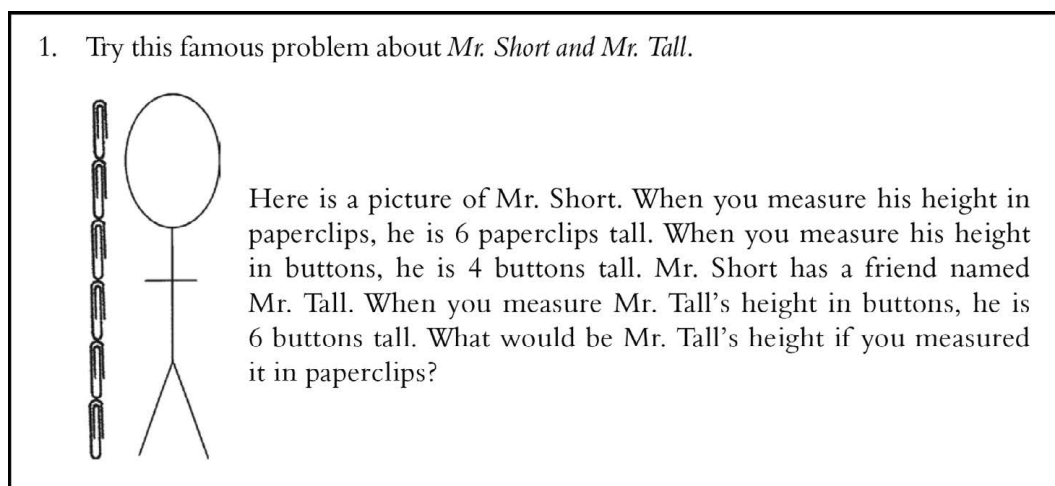 1. Try this famous problem about Mr. Short and Mr. Tall.
Here is a picture of Mr. Short. When you measure his height in
paperclips, he is 6 paperclips tall. When you measure his height
in buttons, he is 4 buttons tall. Mr. Short has a friend named
Mr. Tall. When you measure Mr. Tall’s height in buttons, he is
6 buttons tall. What would be Mr. Tall’s height if you measured
it in paperclips?